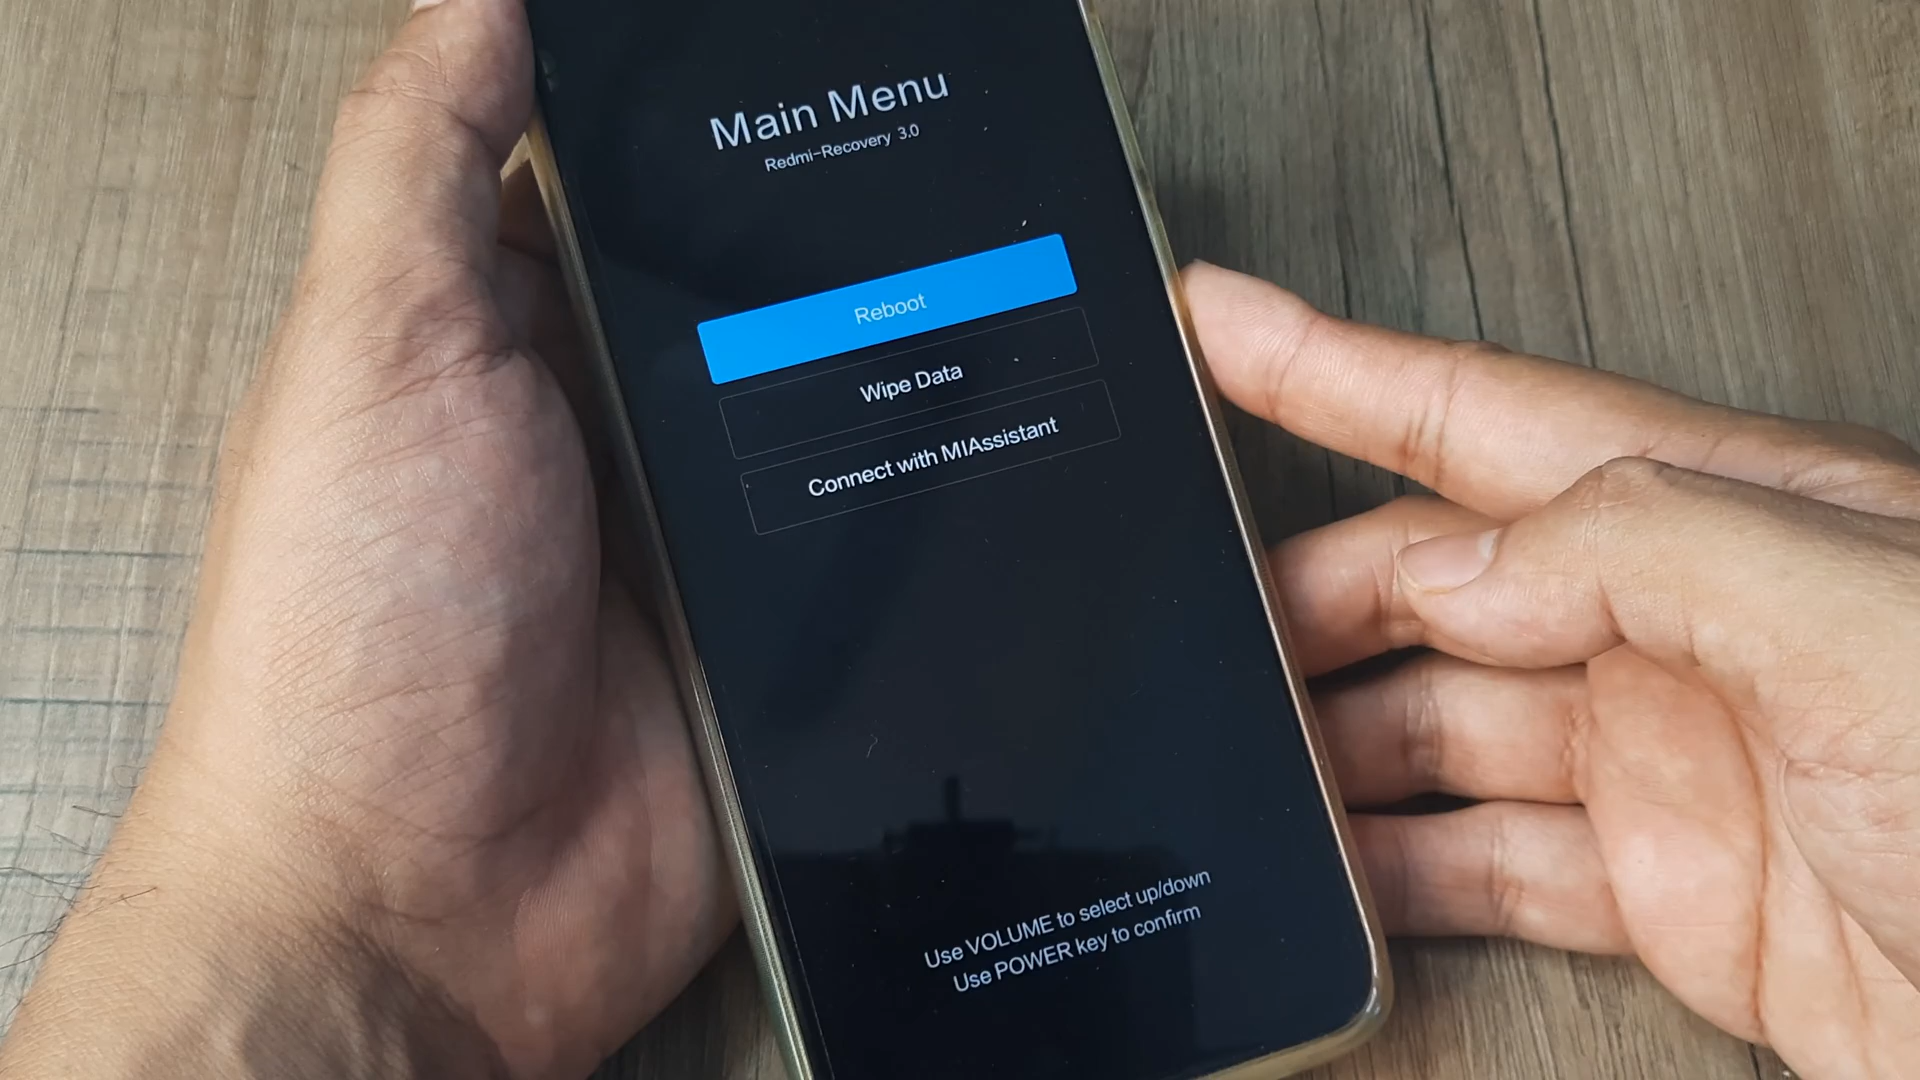 Main Menu
Redmi-Recovery 3.0
Reboot
Wipe Data
Connect with MIAssistant
Use VOLUME to select up/down
Use POWER key to confirm